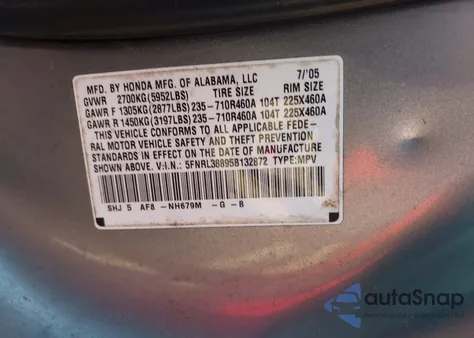 MFD. BY HONDA MFG. OF ALABAMA, LLC 7/'05
GVWR 2700KG(5952LBS) TIRE SIZE RIM SIZE
GAWR F 1305KG(2877LBS)235-710R460A 104T 225X460A
GAWR R 1450KG(3197LBS)235-710R460A 104T 225X460A
THIS VEHICLE CONFORMS TO ALL APPLICABLE FEDE-
RAL MOTOR VEHICLE SAFETY AND THEFT PREVENTION
STANDARDS IN EFFECT ON THE DATE OF MANUFACTURE
SHOWN ABOVE. V.I.N.: 5FNRL38895B132872 TYPE:MPV
SHJ 5 AF8 -NH679M -G -B
autaSnap